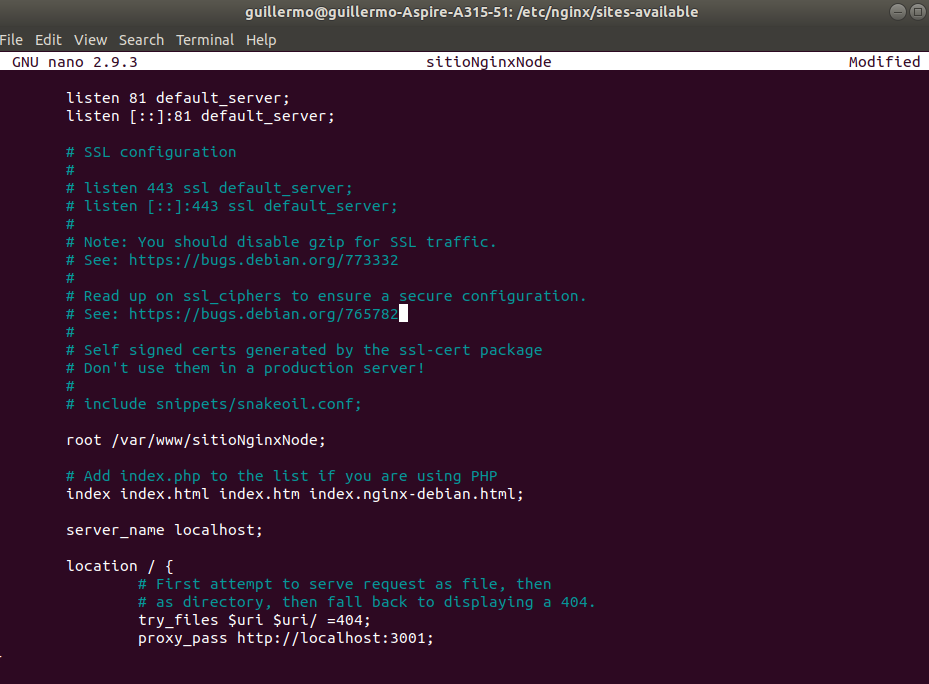 guillermo@guillermo-Aspire-A315-51: /etc/nginx/sites-available
File Edit View Search Terminal Help
GNU nano 2.9.3 sitioNginxNode Modified
listen 81 default_server;
listen [::]:81 default_server;
# SSL configuration
#
# listen 443 ssl default_server;
# listen [::]:443 ssl default_server;
#
# Note: You should disable gzip for SSL traffic.
# See: https://bugs.debian.org/773332
#
# Read up on ssl_ciphers to ensure a secure configuration.
# See: https://bugs.debian.org/765782
#
# Self signed certs generated by the ssl-cert package
# Don't use them in a production server!
#
# include snippets/snakeoil.conf;
root /var/www/sitioNginxNode;
# Add index.php to the list if you are using PHP
index index.html index.htm index.nginx-debian.html;
server_name localhost;
location / {
# First attempt to serve request as file, then
# as directory, then fall back to displaying a 404.
try_files $uri $uri/ =404;
proxy_pass http://localhost:3001;